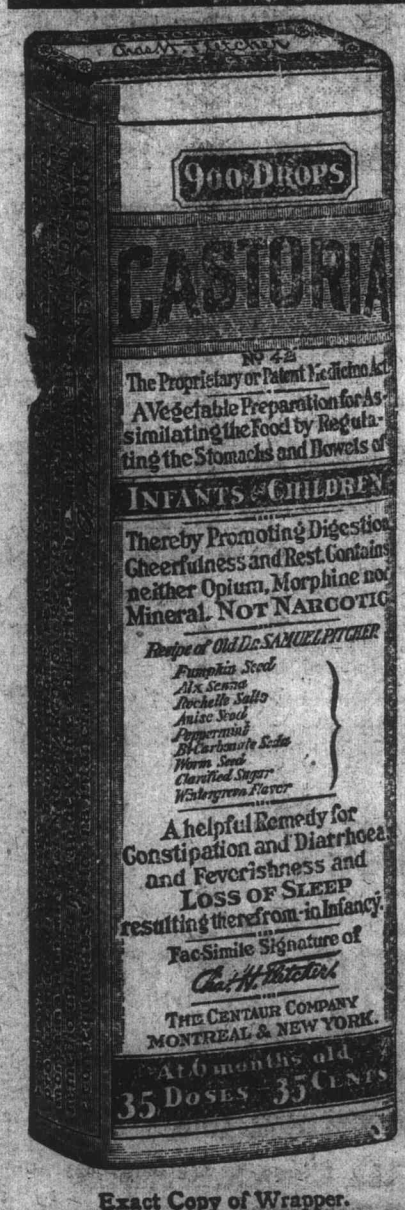 Chas. H. Fletcher
900 DROPS
CASTORIA
No 42
The Proprietary or Patent Medicine Act.
A Vegetable Preparation for As-
similating the Food by Regula-
ting the Stomachs and Bowels of
INFANTS & CHILDREN
Thereby Promoting Digestion
Cheerfulness and Rest. Contains
neither Opium, Morphine nor
Mineral. NOT NARCOTIC
Recipe of Old Dr. SAMUEL PITCHER
Pumpkin Seed
Alx Senna
Rochelle Salts
Anise Seed
Peppermint
Bi-Carbonate Soda
Worm Seed
Clarified Sugar
Wintergreen Flavor
A helpful Remedy for
Constipation and Diarrhoea
and Feverishness and
LOSS OF SLEEP
resulting therefrom-in Infancy.
Fac-Simile Signature of
Chas. H. Fletcher.
THE CENTAUR COMPANY
MONTREAL & NEW YORK.
At 6 months old
35 DOSES 35 CENTS
Exact Copy of Wrapper.